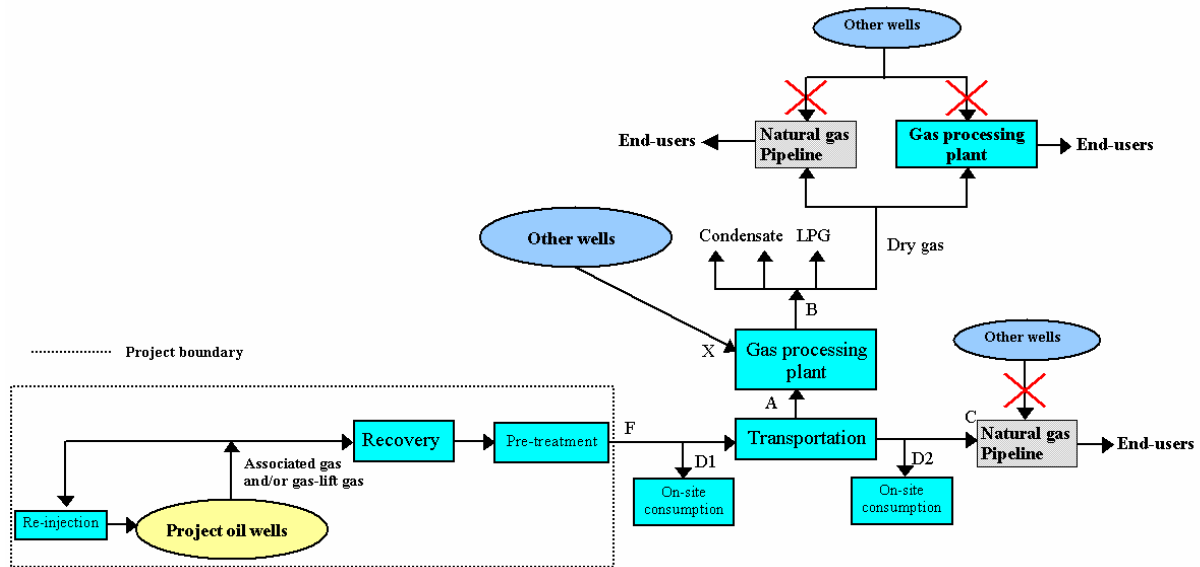 Other wells
End-users
Natural gas
Pipeline
Gas processing
plant
End-users
Other wells
Condensate
LPG
Dry gas
B
Project boundary
X
Gas processing
plant
Other wells
A
Recovery
Pre-treatment
F
Transportation
C
Natural gas
Pipeline
End-users
D1
D2
Associated gas
and/or gas-lift gas
On-site
consumption
On-site
consumption
Re-injection
Project oil wells